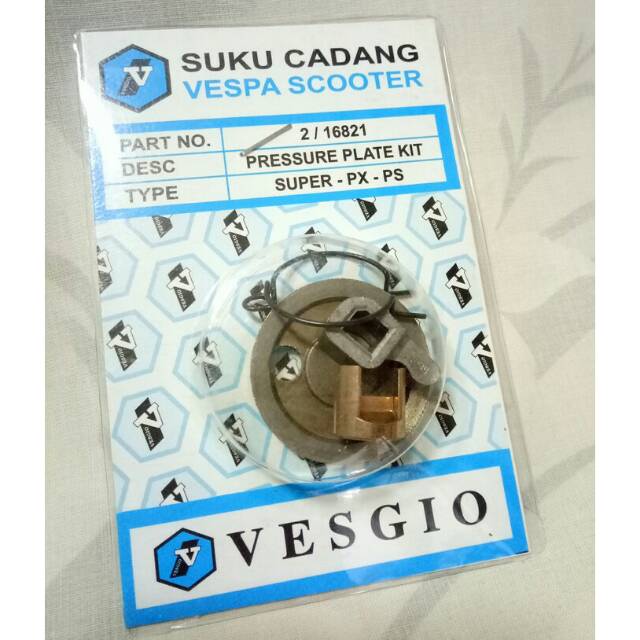 SUKU CADANG
VESPA SCOOTER
PART NO. 2 / 16821
DESC PRESSURE PLATE KIT
TYPE SUPER - PX - PS
VESGIO